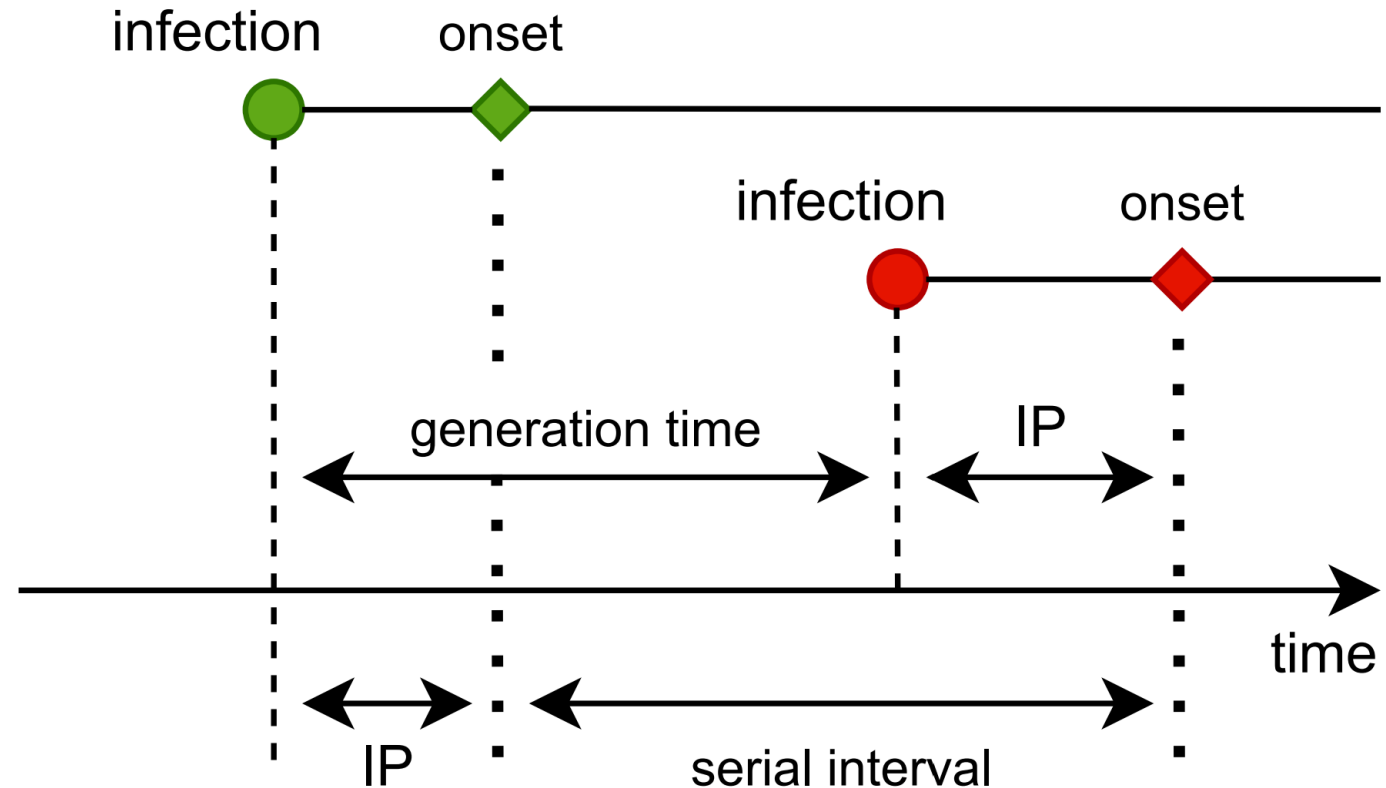 infection
onset
infection
onset
generation time
IP
time
IP
serial interval